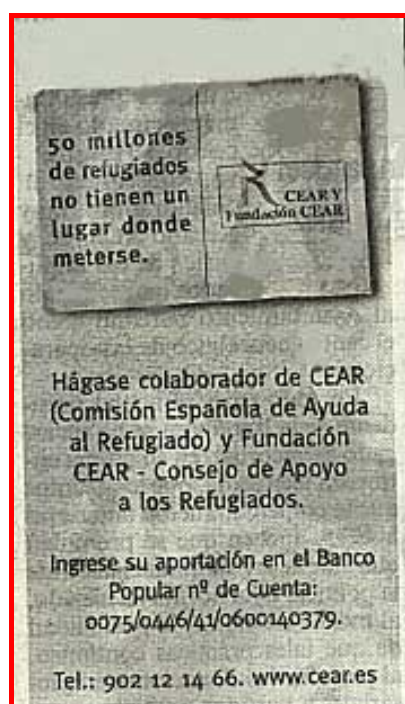 50 millones
de refugiados
no tienen un
lugar donde
meterse.
CEAR Y
Fundación CEAR
Hágase colaborador de CEAR
(Comisión Española de Ayuda
al Refugiado) y Fundación
CEAR - Consejo de Apoyo
a los Refugiados.
Ingrese su aportación en el Banco
Popular nº de Cuenta:
0075/0446/41/0600140379.
Tel.: 902 12 14 66. www.cear.es